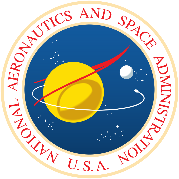 NATIONAL AERONAUTICS AND SPACE ADMINISTRATION
U.S.A.